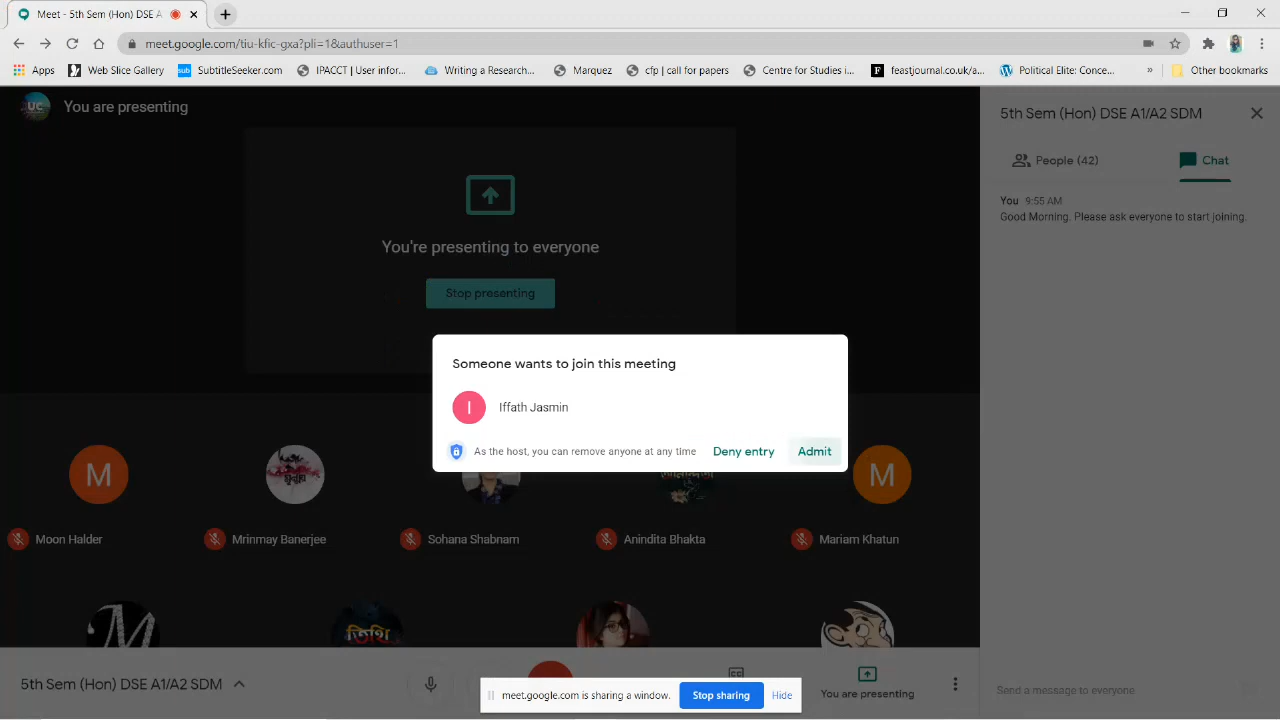 Meet - 5th Sem (Hon) DSE A
meet.google.com/tiu-kfic-gxa?pli=1&authuser=1
Apps
Web Slice Gallery
sub SubtitleSeeker.com
IPACCT | User infor...
Writing a Research...
Marquez
cfp | call for papers
Centre for Studies i...
F feastjournal.co.uk/a...
Political Elite: Conce...
»
Other bookmarks
UC You are presenting
You're presenting to everyone
Stop presenting
5th Sem (Hon) DSE A1/A2 SDM
People (42)
Chat
You 9:55 AM
Good Morning. Please ask everyone to start joining.
Someone wants to join this meeting
I Iffath Jasmin
As the host, you can remove anyone at any time
Deny entry
Admit
M
M
Moon Halder
Mrinmay Banerjee
Sohana Shabnam
Anindita Bhakta
Mariam Khatun
M
তিথি
5th Sem (Hon) DSE A1/A2 SDM
meet.google.com is sharing a window.
Stop sharing
Hide
You are presenting
Send a message to everyone